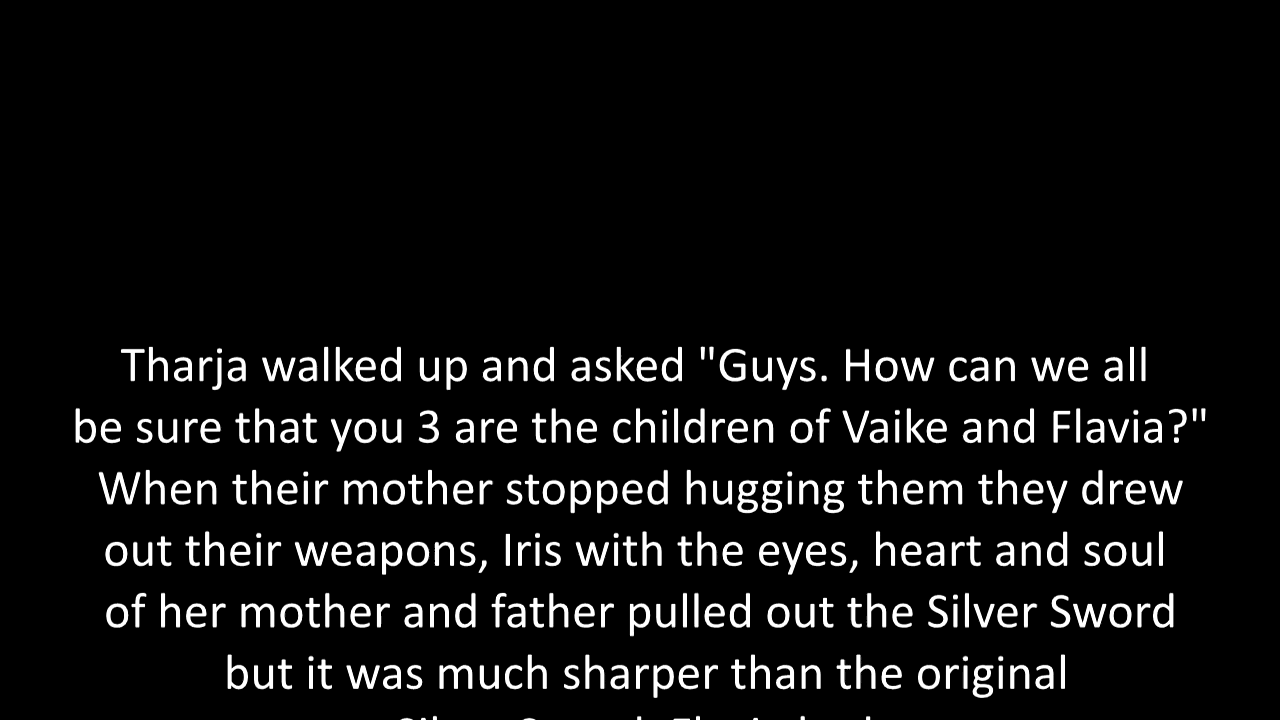 Tharja walked up and asked "Guys. How can we all
be sure that you 3 are the children of Vaike and Flavia?"
When their mother stopped hugging them they drew
out their weapons, Iris with the eyes, heart and soul
of her mother and father pulled out the Silver Sword
but it was much sharper than the original